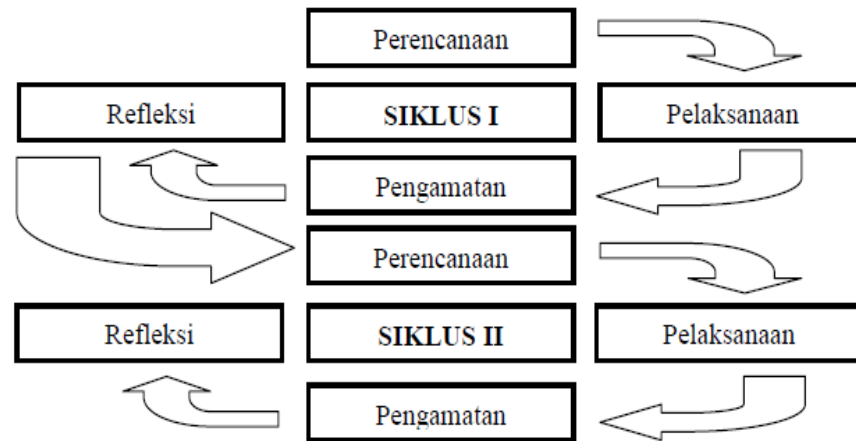 Perencanaan
Refleksi
SIKLUS I
Pelaksanaan
Pengamatan
Perencanaan
Refleksi
SIKLUS II
Pelaksanaan
Pengamatan